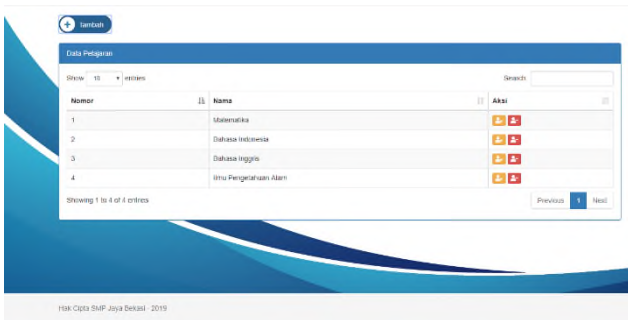 Tambah
Data Pelajaran
Show 10 entries
Search:
Nomor Nama Aksi
1 Matematika
2 Bahasa Indonesia
3 Bahasa Inggris
4 Ilmu Pengetahuan Alam
Showing 1 to 4 of 4 entries
Previous 1 Next
Hak Cipta SMP Jaya Bekasi - 2019